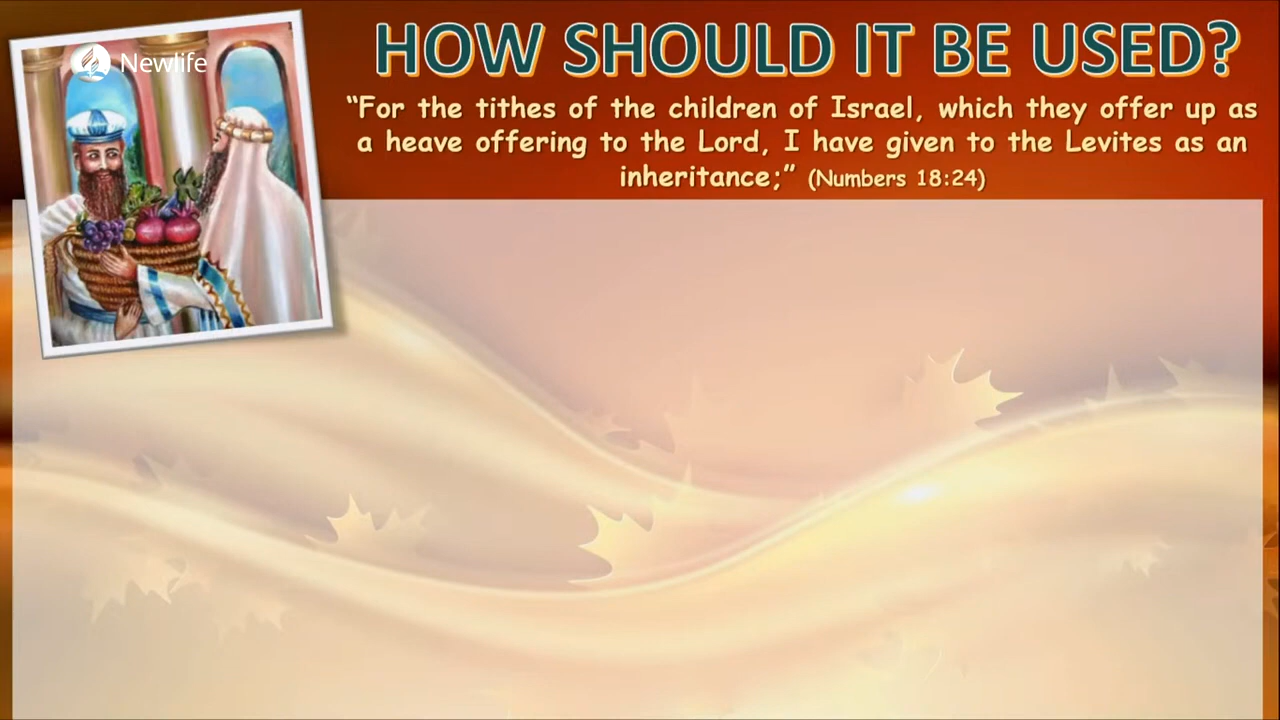 Newlife
HOW SHOULD IT BE USED?
“For the tithes of the children of Israel, which they offer up as
a heave offering to the Lord, I have given to the Levites as an
inheritance;” (Numbers 18:24)